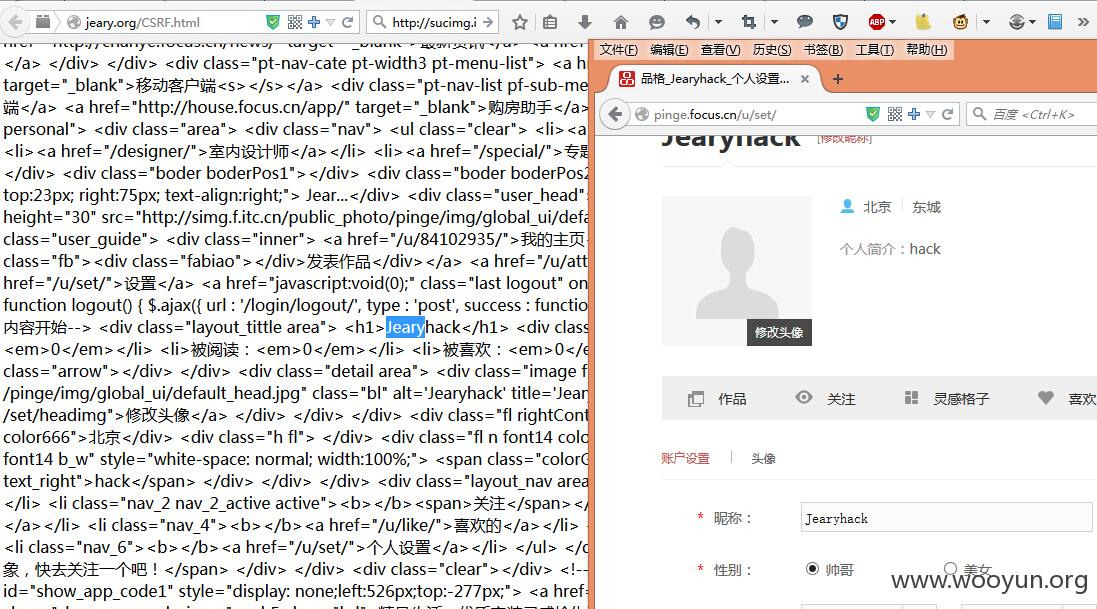 jeary.org/CSRF.html
http://sucimg.i
ABP
href="http://chanye.focus.cn/news/" target="_blank">最新资讯</a> <a href
</a> </div> </div> <div class="pt-nav-cate pt-width3 pt-menu-list"> <a h
target="_blank">移动客户端<s></s></a> <div class="pt-nav-list pf-sub-me
端</a> <a href="http://house.focus.cn/app/" target="_blank">购房助手</a>
personal"> <div class="area"> <div class="nav"> <ul class="clear"> <li><a
<li><a href="/designer/">室内设计师</a></li> <li><a href="/special/">专题
</div> <div class="boder boderPos1"></div> <div class="boder boderPos2
top:23px; right:75px; text-align:right;"> Jear...</div> <div class="user_head"
height="30" src="http://simg.f.itc.cn/public_photo/pinge/img/global_ui/defa
class="user_guide"> <div class="inner"> <a href="/u/84102935/">我的主页
class="fb"><div class="fabiao"></div>发表作品</div></a> <a href="/u/att
href="/u/set/">设置</a> <a href="javascript:void(0);" class="last logout" on
function logout() { $.ajax({ url : '/login/logout/', type : 'post', success : functio
内容开始--> <div class="layout_tittle area"> <h1>Jearyhack</h1> <div clas
<em>0</em></li> <li>被阅读：<em>0</em></li> <li>被喜欢：<em>0</e
class="arrow"></div> </div> <div class="detail area"> <div class="image f
/pinge/img/global_ui/default_head.jpg" class="bl" alt='Jearyhack' title='Jeary
/set/headimg">修改头像</a> </div> </div> </div> <div class="fl rightCont
color666">北京</div> <div class="h fl"> </div> <div class="fl n font14 colo
font14 b_w" style="white-space: normal; width:100%;"> <span class="colorG
text_right">hack</span> </div> </div> </div> <div class="layout_nav area
</li> <li class="nav_2 nav_2_active active"><b></b><span>关注</span></
</a></li> <li class="nav_4"><b></b><a href="/u/like/">喜欢的</a></li>
<li class="nav_6"><b></b><a href="/u/set/">个人设置</a></li> </ul> </
象，快去关注一个吧！</span> </div> </div> <div class="clear"></div> <!--
id="show_app_code1" style="display: none;left:526px;top:-277px;"> <a
文件(F) 编辑(E) 查看(V) 历史(S) 书签(B) 工具(T) 帮助(H)
品格_Jearyhack_个人设置...
pinge.focus.cn/u/set/
百度 <Ctrl+K>
Jearyhack [修改昵称]
北京 东城
个人简介：hack
修改头像
作品 关注 灵感格子 喜欢
账户设置 头像
* 昵称： Jearyhack
* 性别： 帅哥 美女
www.wooyun.org